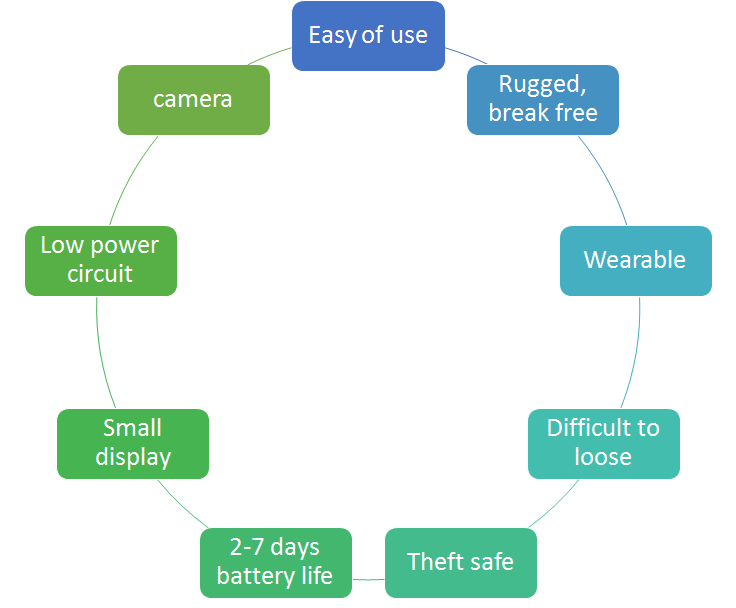 Easy of use
Rugged,
break free
Wearable
Difficult to
loose
Theft safe
2-7 days
battery life
Small
display
Low power
circuit
camera